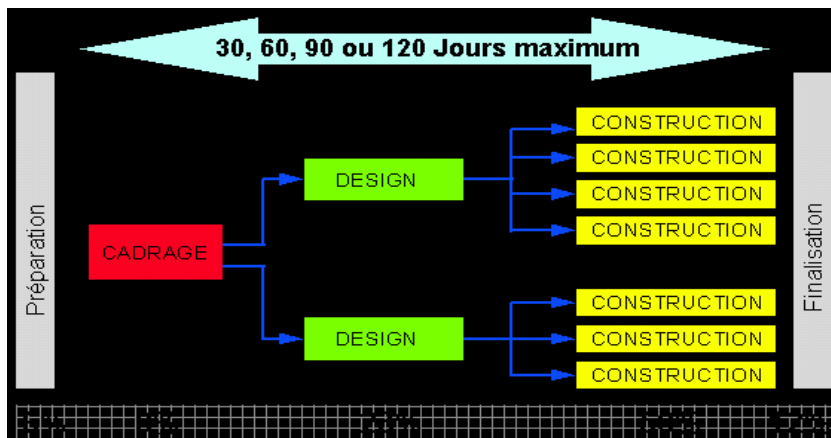 30, 60, 90 ou 120 Jours maximum
Préparation
CADRAGE
DESIGN
CONSTRUCTION
CONSTRUCTION
CONSTRUCTION
CONSTRUCTION
DESIGN
CONSTRUCTION
CONSTRUCTION
CONSTRUCTION
Finalisation